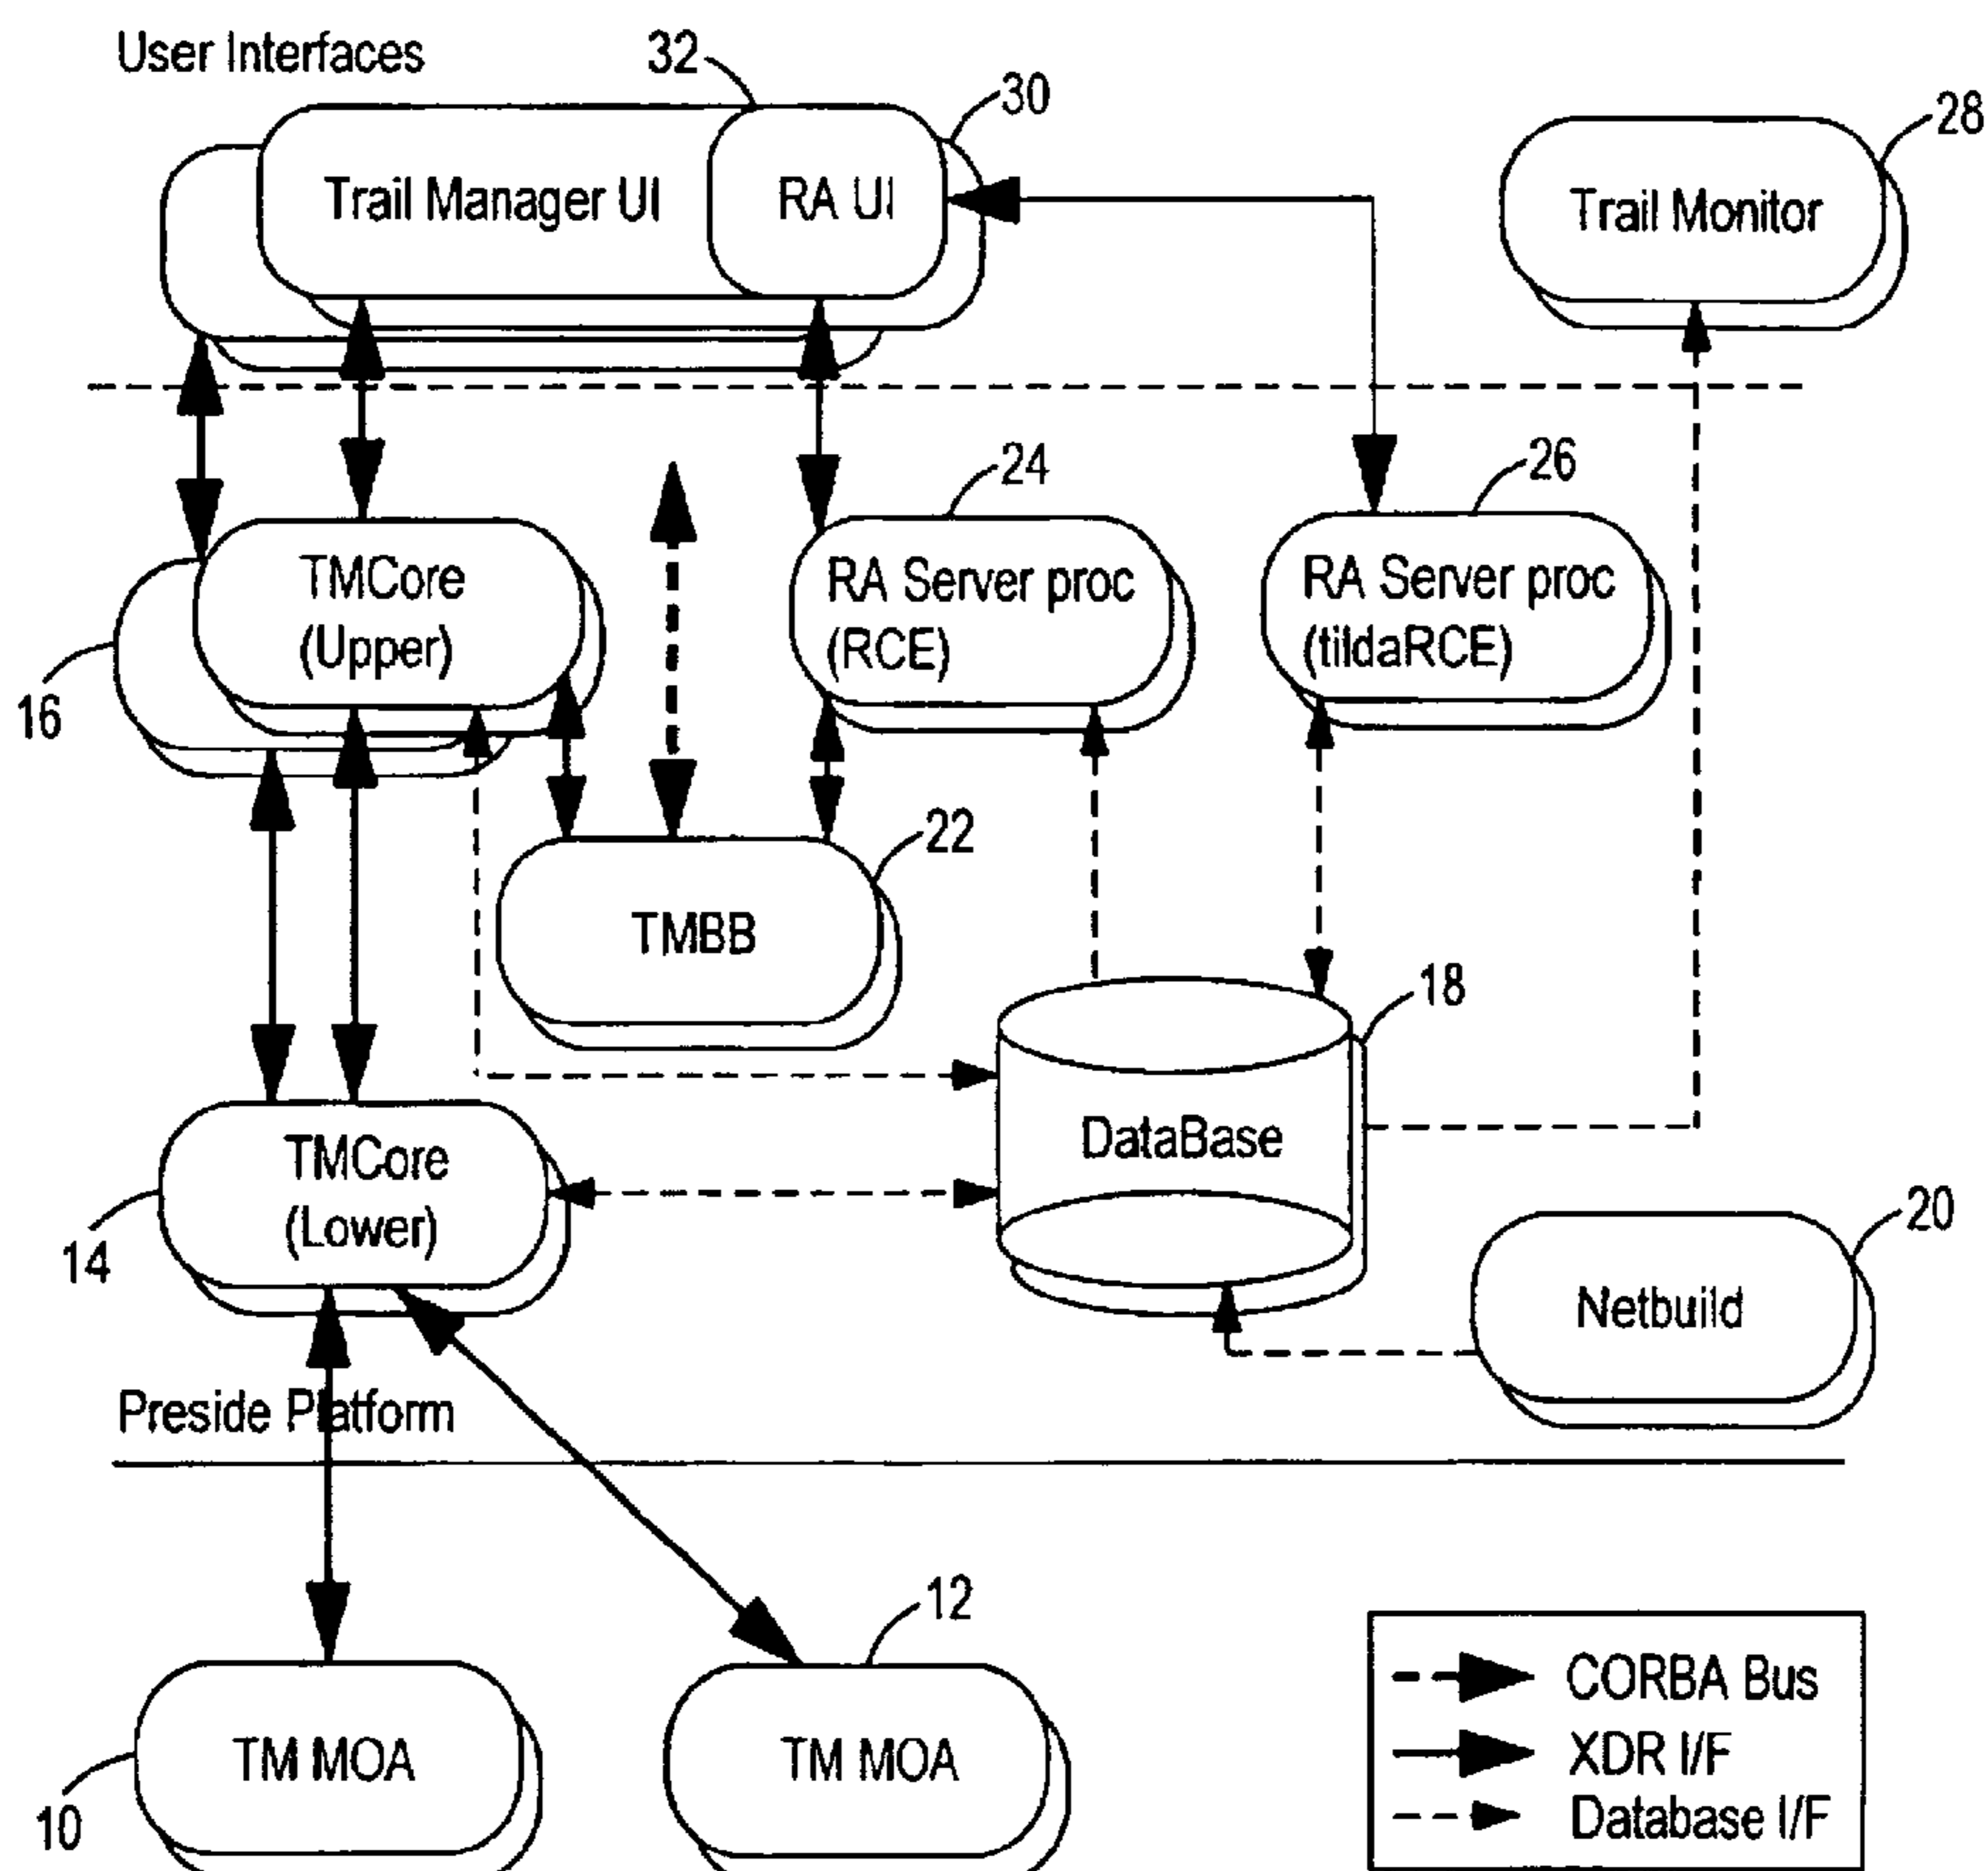 User Interfaces
32
30
28
Trail Manager UI
RA UI
Trail Monitor
24
26
TMCore
(Upper)
RA Server proc
(RCE)
RA Server proc
(tildaRCE)
16
22
TMBB
18
DataBase
TMCore
(Lower)
14
20
Netbuild
Preside Platform
12
TM MOA
10
TM MOA
CORBA Bus
XDR I/F
Database I/F